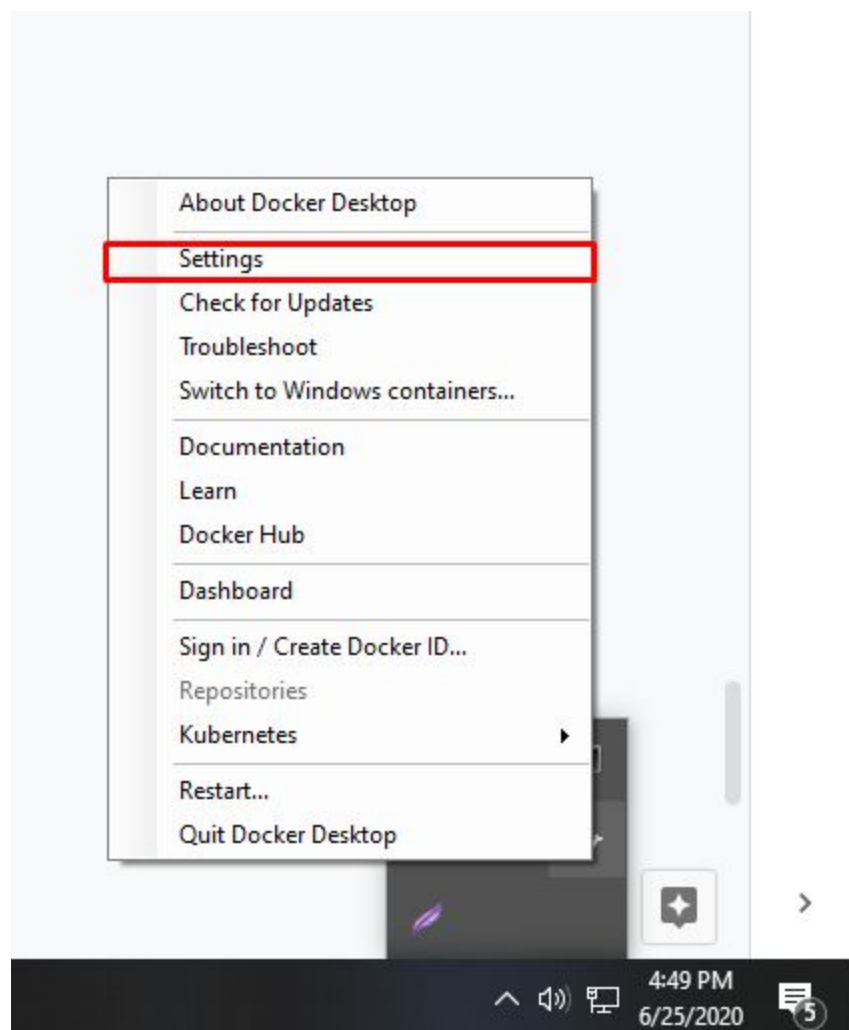 About Docker Desktop
Settings
Check for Updates
Troubleshoot
Switch to Windows containers...
Documentation
Learn
Docker Hub
Dashboard
Sign in / Create Docker ID...
Repositories
Kubernetes
Restart...
Quit Docker Desktop
4:49 PM
6/25/2020
5